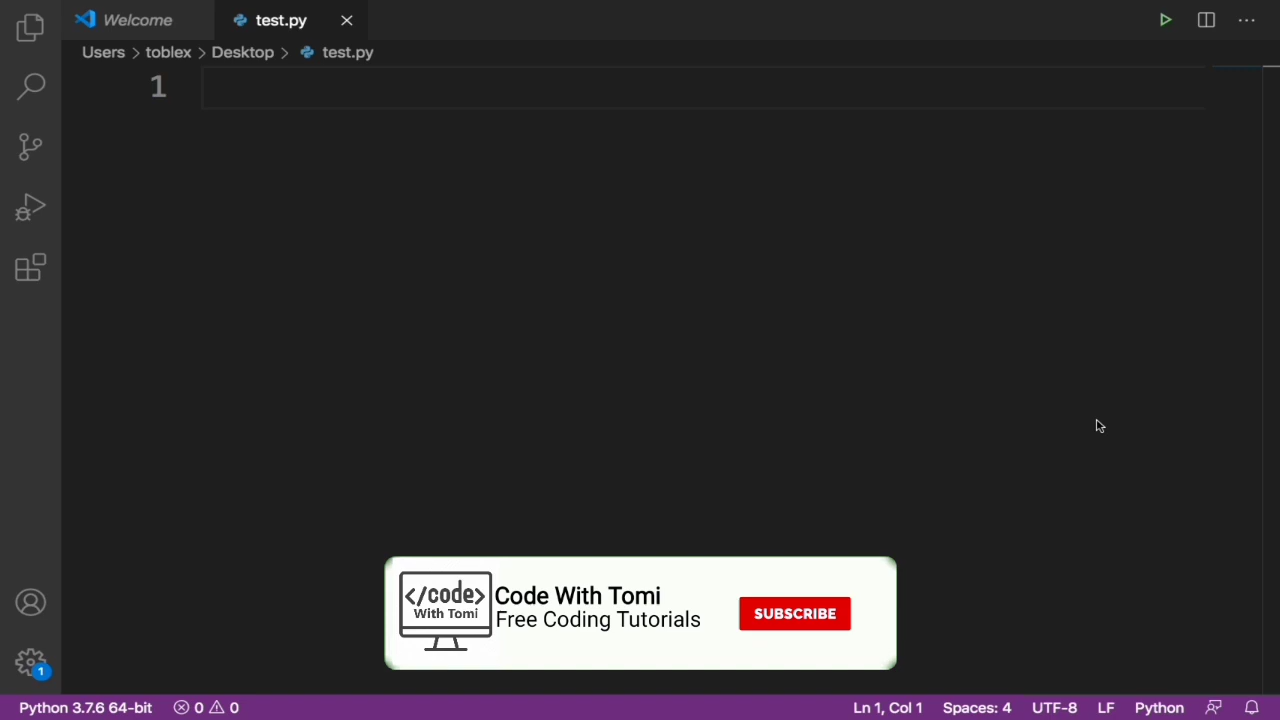 Welcome
test.py
Users > toblex > Desktop > test.py
1
</code>
With Tomi
Code With Tomi
Free Coding Tutorials
SUBSCRIBE
1
Python 3.7.6 64-bit 0 0 Ln 1, Col 1 Spaces: 4 UTF-8 LF Python